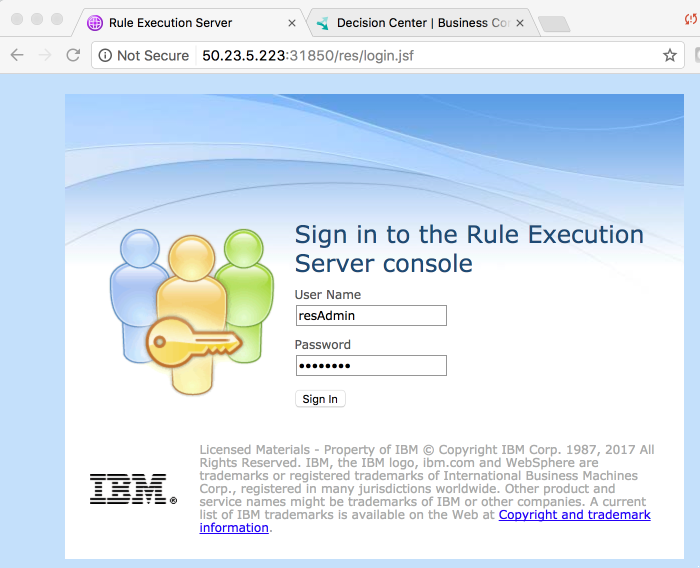 Rule Execution Server
Decision Center | Business Co
Not Secure 50.23.5.223:31850/res/login.jsf
Sign in to the Rule Execution
Server console
User Name
resAdmin
Password
••••••••
Sign In
Licensed Materials - Property of IBM © Copyright IBM Corp. 1987, 2017 All
Rights Reserved. IBM, the IBM logo, ibm.com and WebSphere are
trademarks or registered trademarks of International Business Machines
Corp., registered in many jurisdictions worldwide. Other product and
service names might be trademarks of IBM or other companies. A current
list of IBM trademarks is available on the Web at Copyright and trademark
information.
IBM®